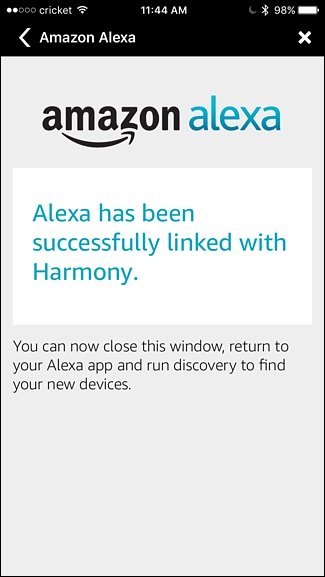 cricket 11:44 AM 98%
Amazon Alexa
amazon alexa
Alexa has been
successfully linked with
Harmony.
You can now close this window, return to
your Alexa app and run discovery to find
your new devices.